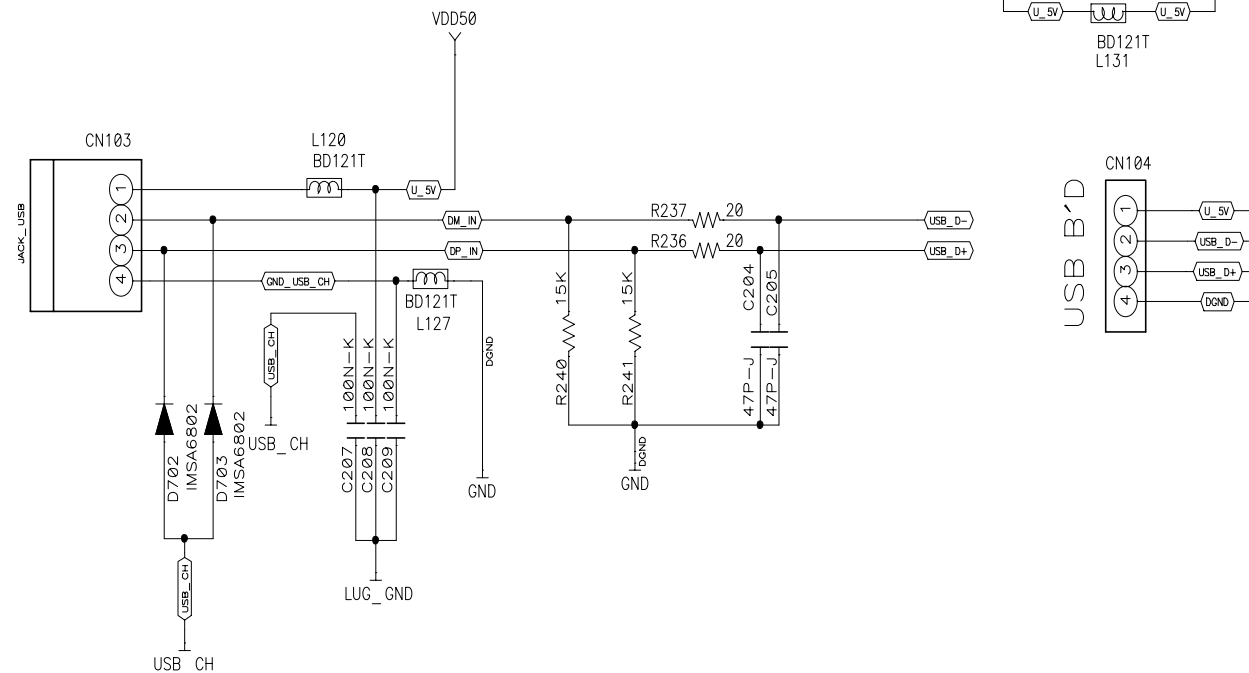 VDD50
U_5V
U_5V
BD121T
L131
CN103
L120
BD121T
CN104
JACK_USB
1
2
3
4
U_5V
DM_IN
DP_IN
GND_USB_CH
BD121T
L127
R237
20
R236
20
USB_D-
USB_D+
USB B'D
1
2
3
4
U_5V
USB_D-
USB_D+
DGND
USB_CH
USB_CH
100N-K
100N-K
100N-K
C207
C208
C209
DGND
GND
15K
R240
15K
R241
C204
C205
47P-J
47P-J
DGND
GND
D702
IMSA6802
D703
IMSA6802
LUG_GND
USB_CH
USB CH